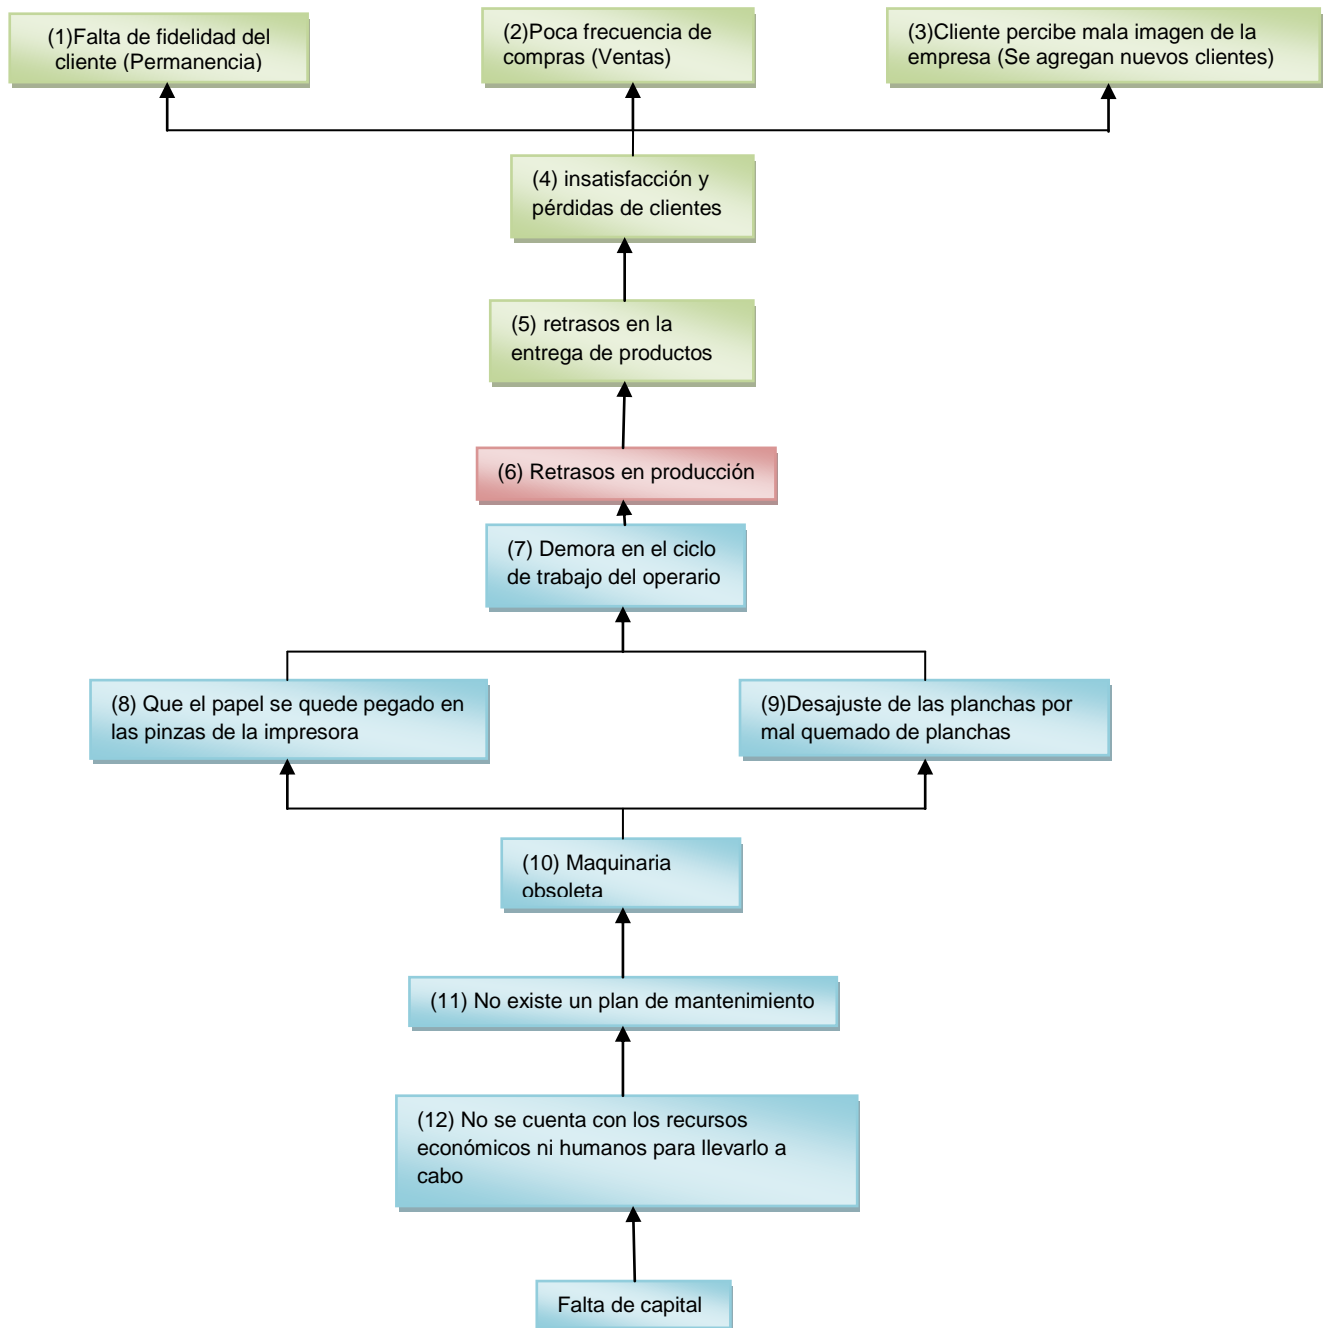 (1)Falta de fidelidad del
cliente (Permanencia)
(2)Poca frecuencia de
compras (Ventas)
(3)Cliente percibe mala imagen de la
empresa (Se agregan nuevos clientes)
(4) insatisfacción y
pérdidas de clientes
(5) retrasos en la
entrega de productos
(6) Retrasos en producción
(7) Demora en el ciclo
de trabajo del operario
(8) Que el papel se quede pegado en
las pinzas de la impresora
(9)Desajuste de las planchas por
mal quemado de planchas
(10) Maquinaria
obsoleta
(11) No existe un plan de mantenimiento
(12) No se cuenta con los recursos
económicos ni humanos para llevarlo a
cabo
Falta de capital